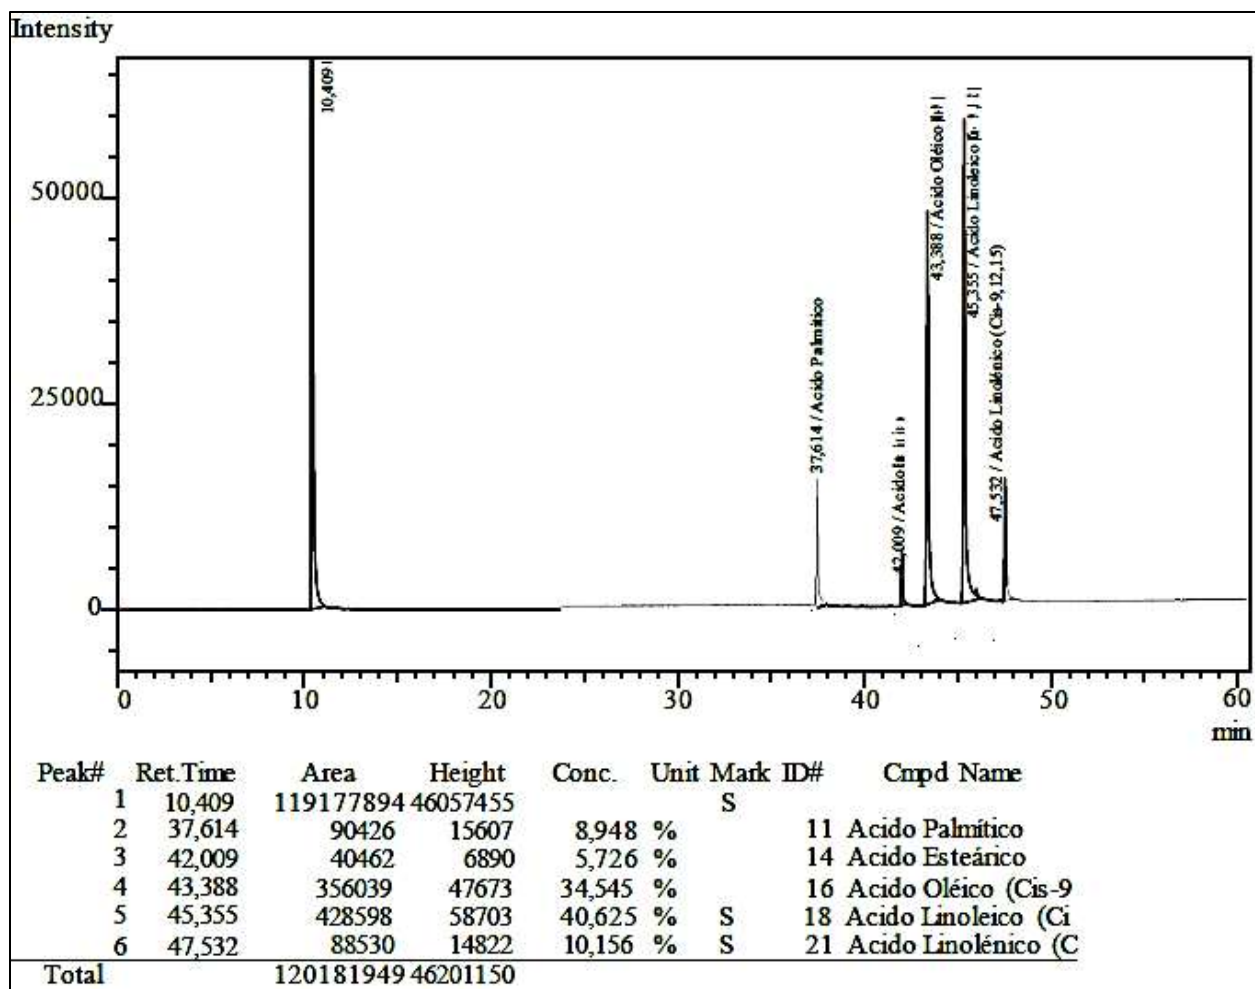 Intensity
10,409
50000
25000
0
37,614 / Acido Palmítico
42,009 / Acido
43,388 / Acido Oléico
45,355 / Acido Linoleico
47,532 / Acido Linolénico (Cis-9,12,15)
0 10 20 30 40 50 60
min
Peak# Ret.Time Area Height Conc. Unit Mark ID# Cmpd Name
1 10,409 119177894 46057455 S
2 37,614 90426 15607 8,948 % 11 Acido Palmítico
3 42,009 40462 6890 5,726 % 14 Acido Esteárico
4 43,388 356039 47673 34,545 % 16 Acido Oléico (Cis-9
5 45,355 428598 58703 40,625 % S 18 Acido Linoleico (Ci
6 47,532 88530 14822 10,156 % S 21 Acido Linolénico (C
Total 120181949 46201150